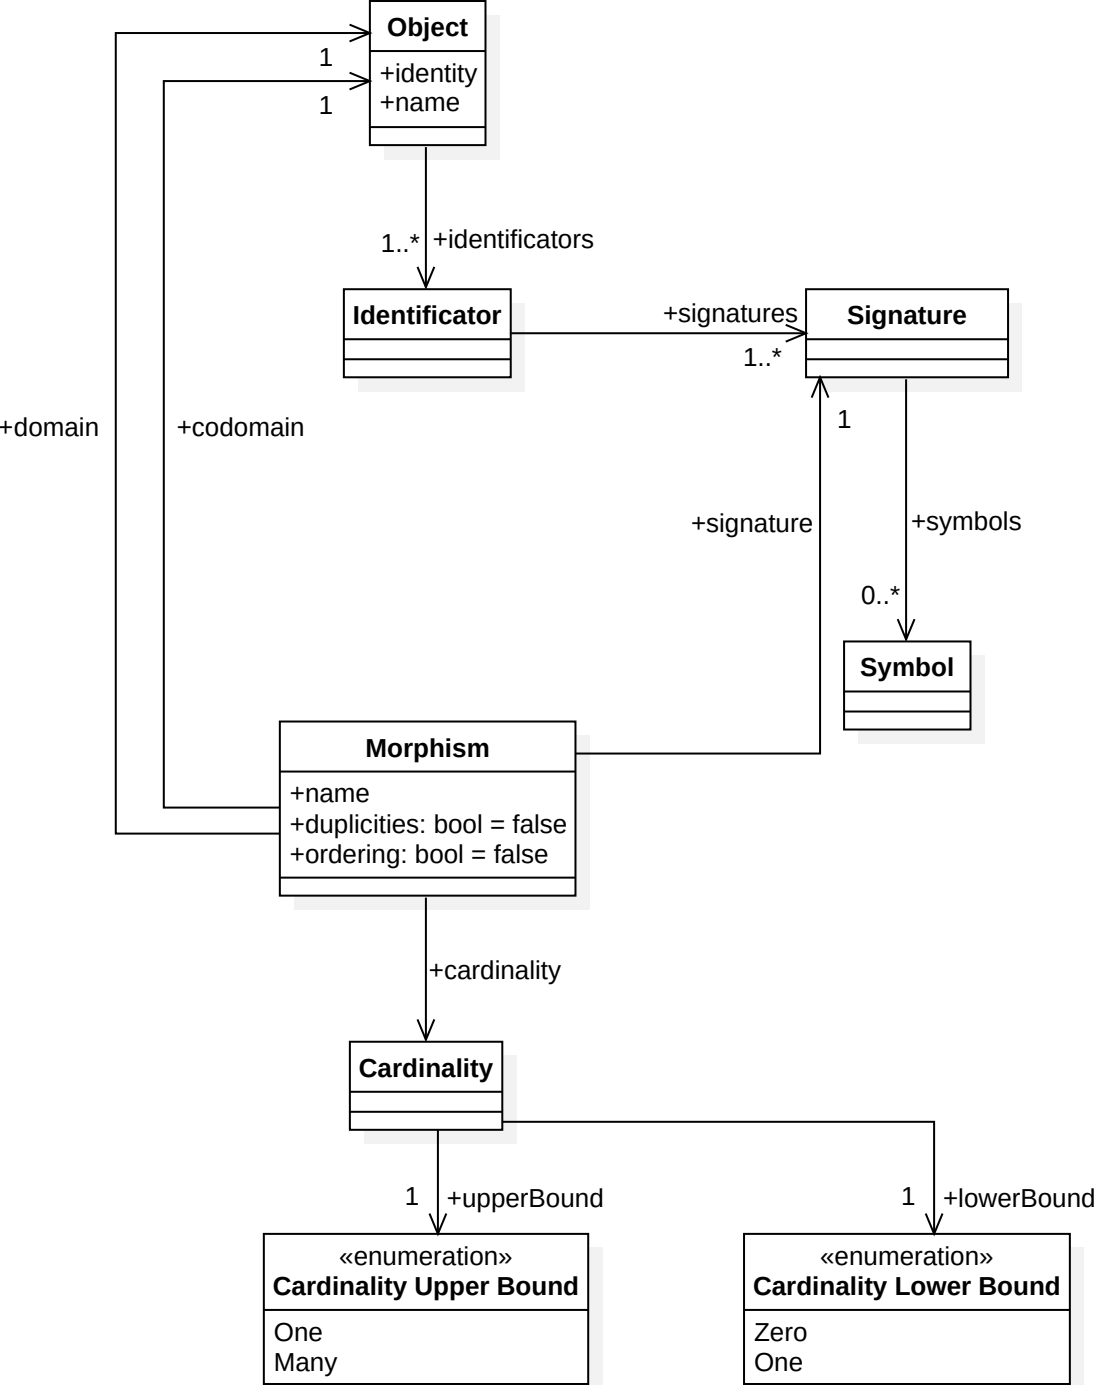 Object
1
+identity
1
+name
1..*
+identificators
Identificator
+signatures
Signature
1..*
+domain
+codomain
1
+signature
+symbols
0..*
Symbol
Morphism
+name
+duplicities: bool = false
+ordering: bool = false
+cardinality
Cardinality
1
+upperBound
1
+lowerBound
«enumeration»
Cardinality Upper Bound
One
Many
«enumeration»
Cardinality Lower Bound
Zero
One